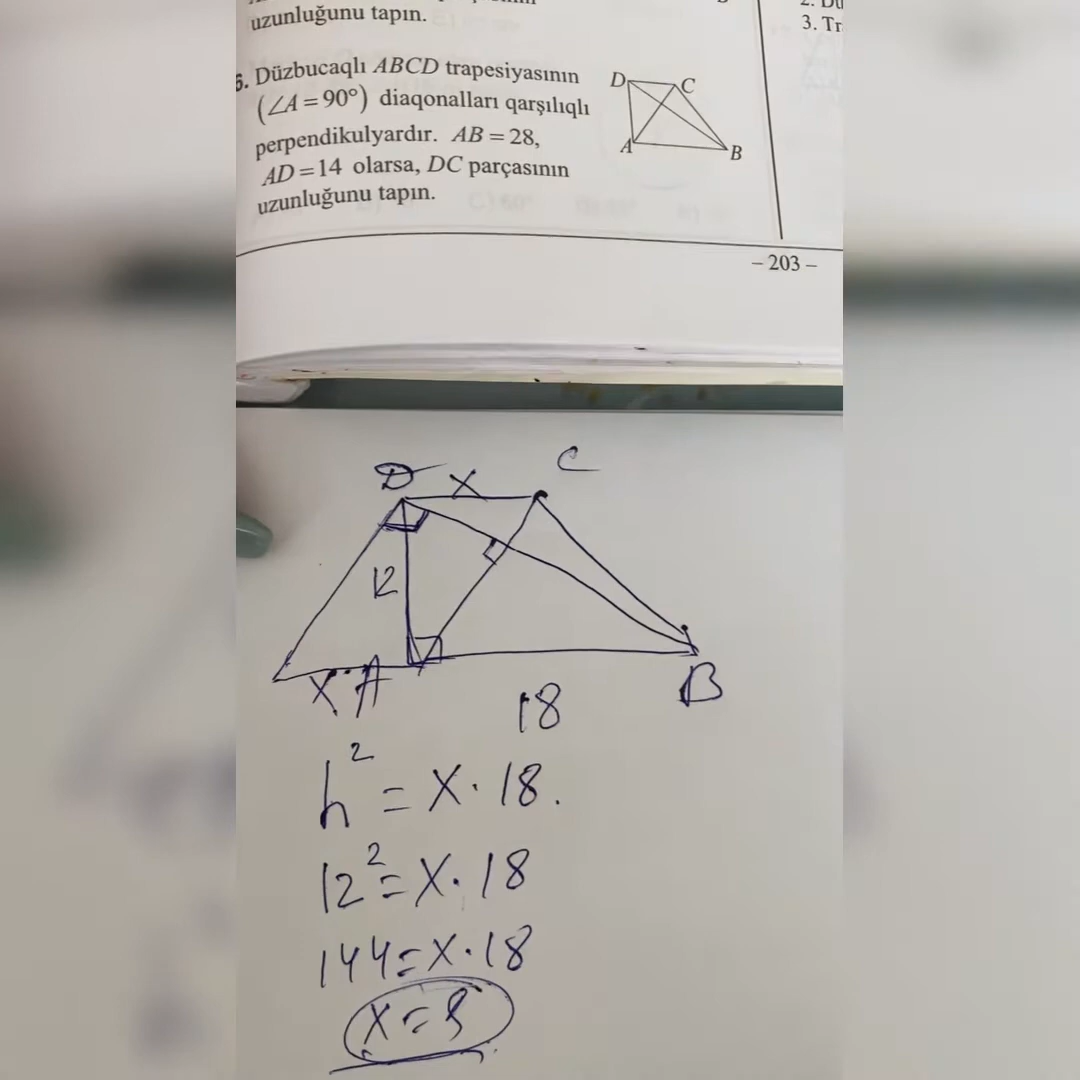 uzunluğunu tapın.
3. Tr
6. Düzbucaqlı ABCD trapesiyasının
(∠A = 90°) diaqonalları qarşılıqlı
perpendikulyardır. AB = 28,
AD = 14 olarsa, DC parçasının
uzunluğunu tapın.
D C
A B
– 203 –
D X C
12
X A
18 B
h² = X · 18.
12² = X · 18
144 = X · 18
X = 8